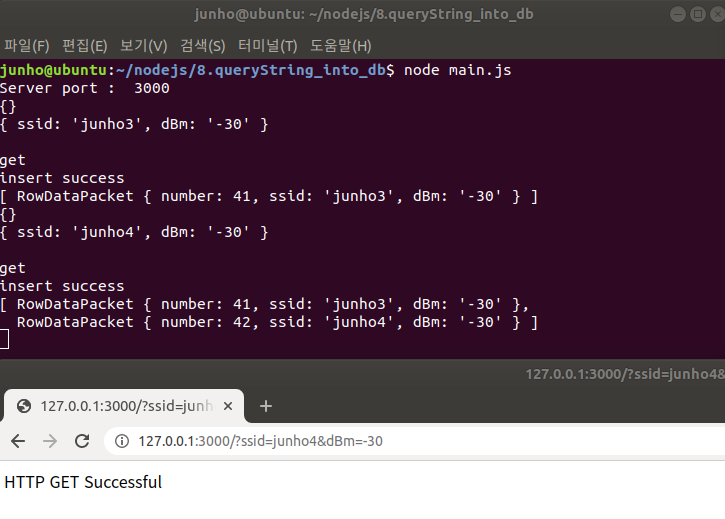 junho@ubuntu: ~/nodejs/8.queryString_into_db
파일(F) 편집(E) 보기(V) 검색(S) 터미널(T) 도움말(H)
junho@ubuntu:~/nodejs/8.queryString_into_db$ node main.js
Server port :  3000
{}
{ ssid: 'junho3', dBm: '-30' }
get
insert success
[ RowDataPacket { number: 41, ssid: 'junho3', dBm: '-30' } ]
{}
{ ssid: 'junho4', dBm: '-30' }
get
insert success
[ RowDataPacket { number: 41, ssid: 'junho3', dBm: '-30' },
  RowDataPacket { number: 42, ssid: 'junho4', dBm: '-30' } ]
127.0.0.1:3000/?ssid=junho4&
127.0.0.1:3000/?ssid=junh
127.0.0.1:3000/?ssid=junho4&dBm=-30
HTTP GET Successful